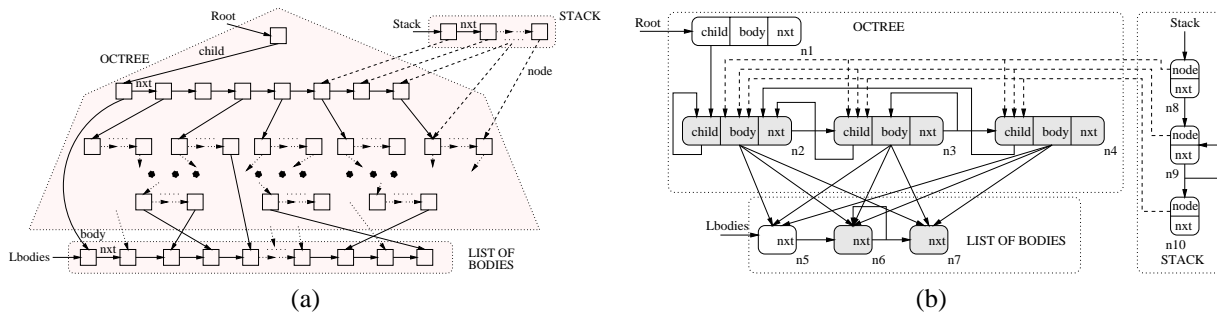 Root
child
OCTREE
nxt
Stack
nxt
STACK
node
body
nxt
Lbodies
LIST OF
BODIES
(a)
Root
OCTREE
child body nxt
n1
child body nxt
n2
child body nxt
n3
child body nxt
n4
Lbodies
nxt
n5
nxt
n6
nxt
n7
LIST OF BODIES
Stack
node
nxt
n8
node
nxt
n9
node
nxt
n10
STACK
(b)